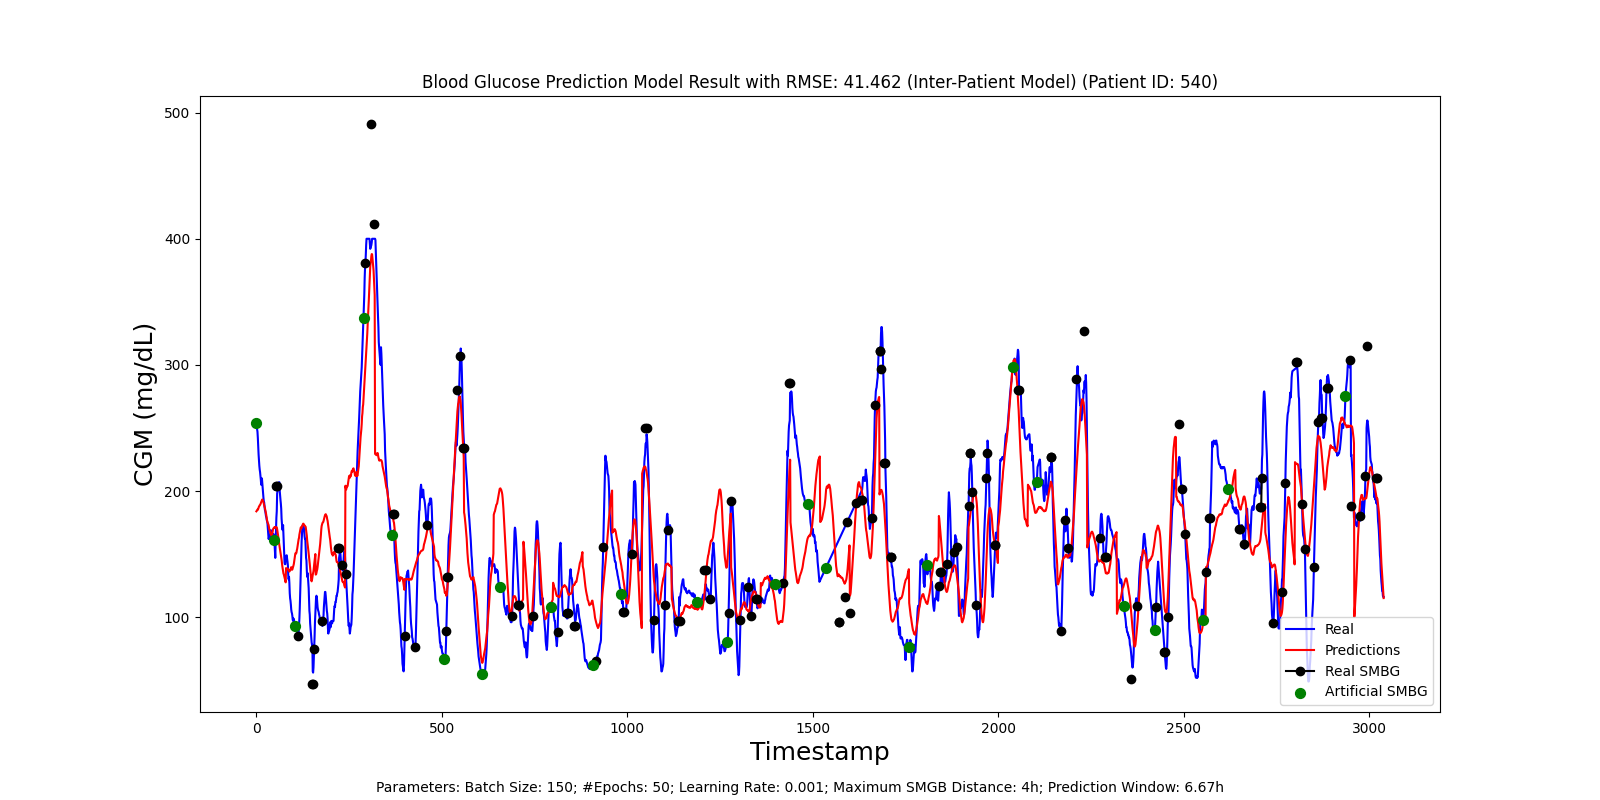 Blood Glucose Prediction Model Result with RMSE: 41.462 (Inter-Patient Model) (Patient ID: 540)
500
400
300
200
100
CGM (mg/dL)
Real
Predictions
Real SMBG
Artificial SMBG
0 500 1000 1500 2000 2500 3000
Timestamp
Parameters: Batch Size: 150; #Epochs: 50; Learning Rate: 0.001; Maximum SMGB Distance: 4h; Prediction Window: 6.67h